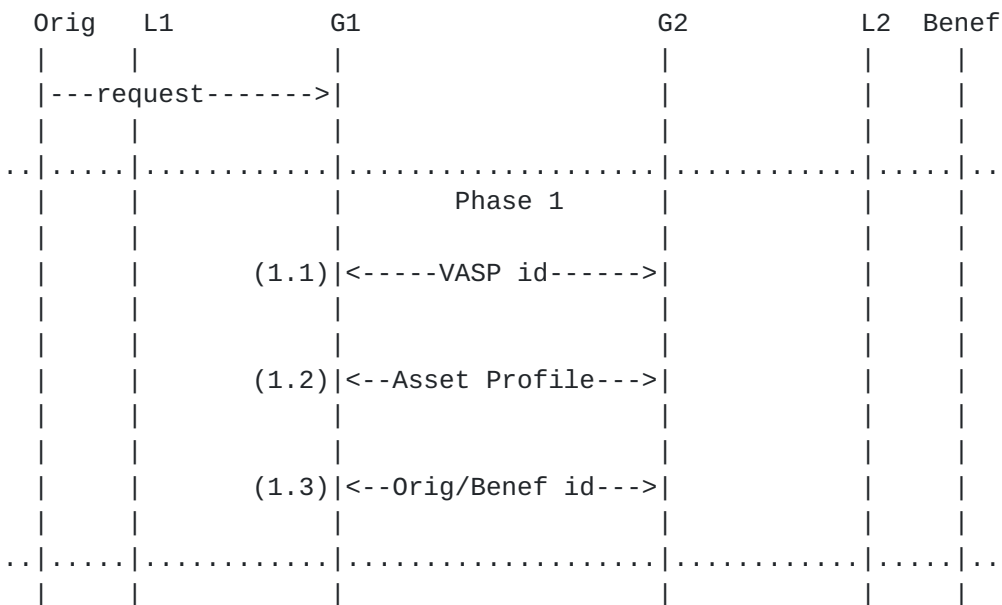 Orig L1 G1 G2 L2 Benef
|---request------->|
Phase 1
(1.1)|<-----VASP id------>|
(1.2)|<--Asset Profile--->|
(1.3)|<--Orig/Benef id--->|